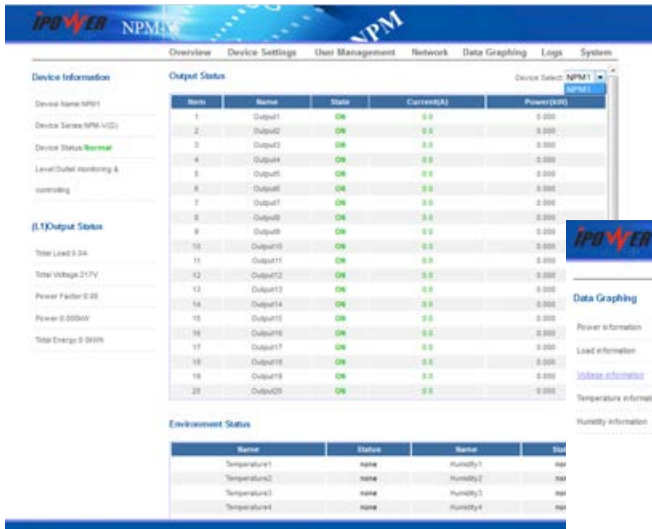 iPOWER NPM-V
NPM
Overview Device Settings User Management Network Data Graphing Logs System
Device Information
Device Name:NPM1
Device Series:NPM-V(S)
Device Status:Normal
Level:Outlet monitoring &
controlling
(L1)Output Status
Total Load:0.0A
Total Voltage:217V
Power Factor:0.00
Power:0.000kW
Total Energy:0.0kWh
Output Status
Device Select: NPM1
NPM1
Item Name State Current(A) Power(kW)
1 Output1 ON 0.0 0.000
2 Output2 ON 0.0 0.000
3 Output3 ON 0.0 0.000
4 Output4 ON 0.0 0.000
5 Output5 ON 0.0 0.000
6 Output6 ON 0.0 0.000
7 Output7 ON 0.0 0.000
8 Output8 ON 0.0 0.000
9 Output9 ON 0.0 0.000
10 Output10 ON 0.0 0.000
11 Output11 ON 0.0 0.000
12 Output12 ON 0.0 0.000
13 Output13 ON 0.0 0.000
14 Output14 ON 0.0 0.000
15 Output15 ON 0.0 0.000
16 Output16 ON 0.0 0.000
17 Output17 ON 0.0 0.000
18 Output18 ON 0.0 0.000
19 Output19 ON 0.0 0.000
20 Output20 ON 0.0 0.000
Environment Status
Name Status Name
Temperature1 none Humidity1
Temperature2 none Humidity2
Temperature3 none Humidity3
Temperature4 none Humidity4
iPOWER
Data Graphing
Power information
Load information
Voltage information
Temperature informat
Humidity information